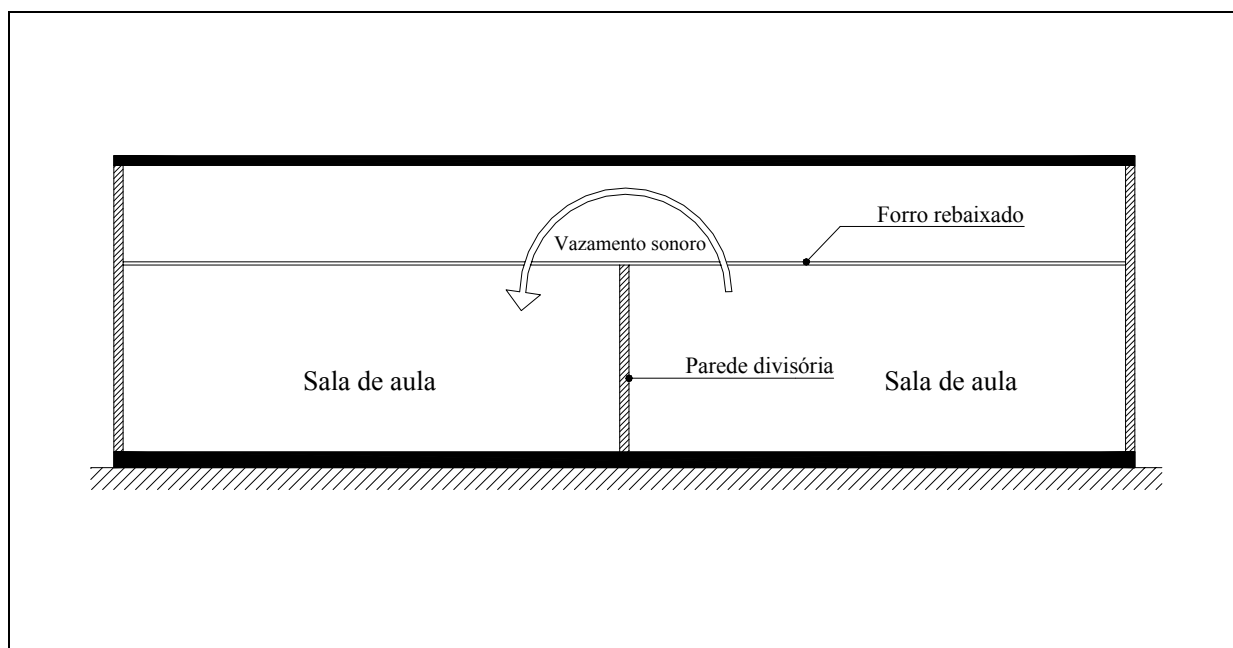 Forro rebaixado
Vazamento sonoro
Parede divisória
Sala de aula
Sala de aula